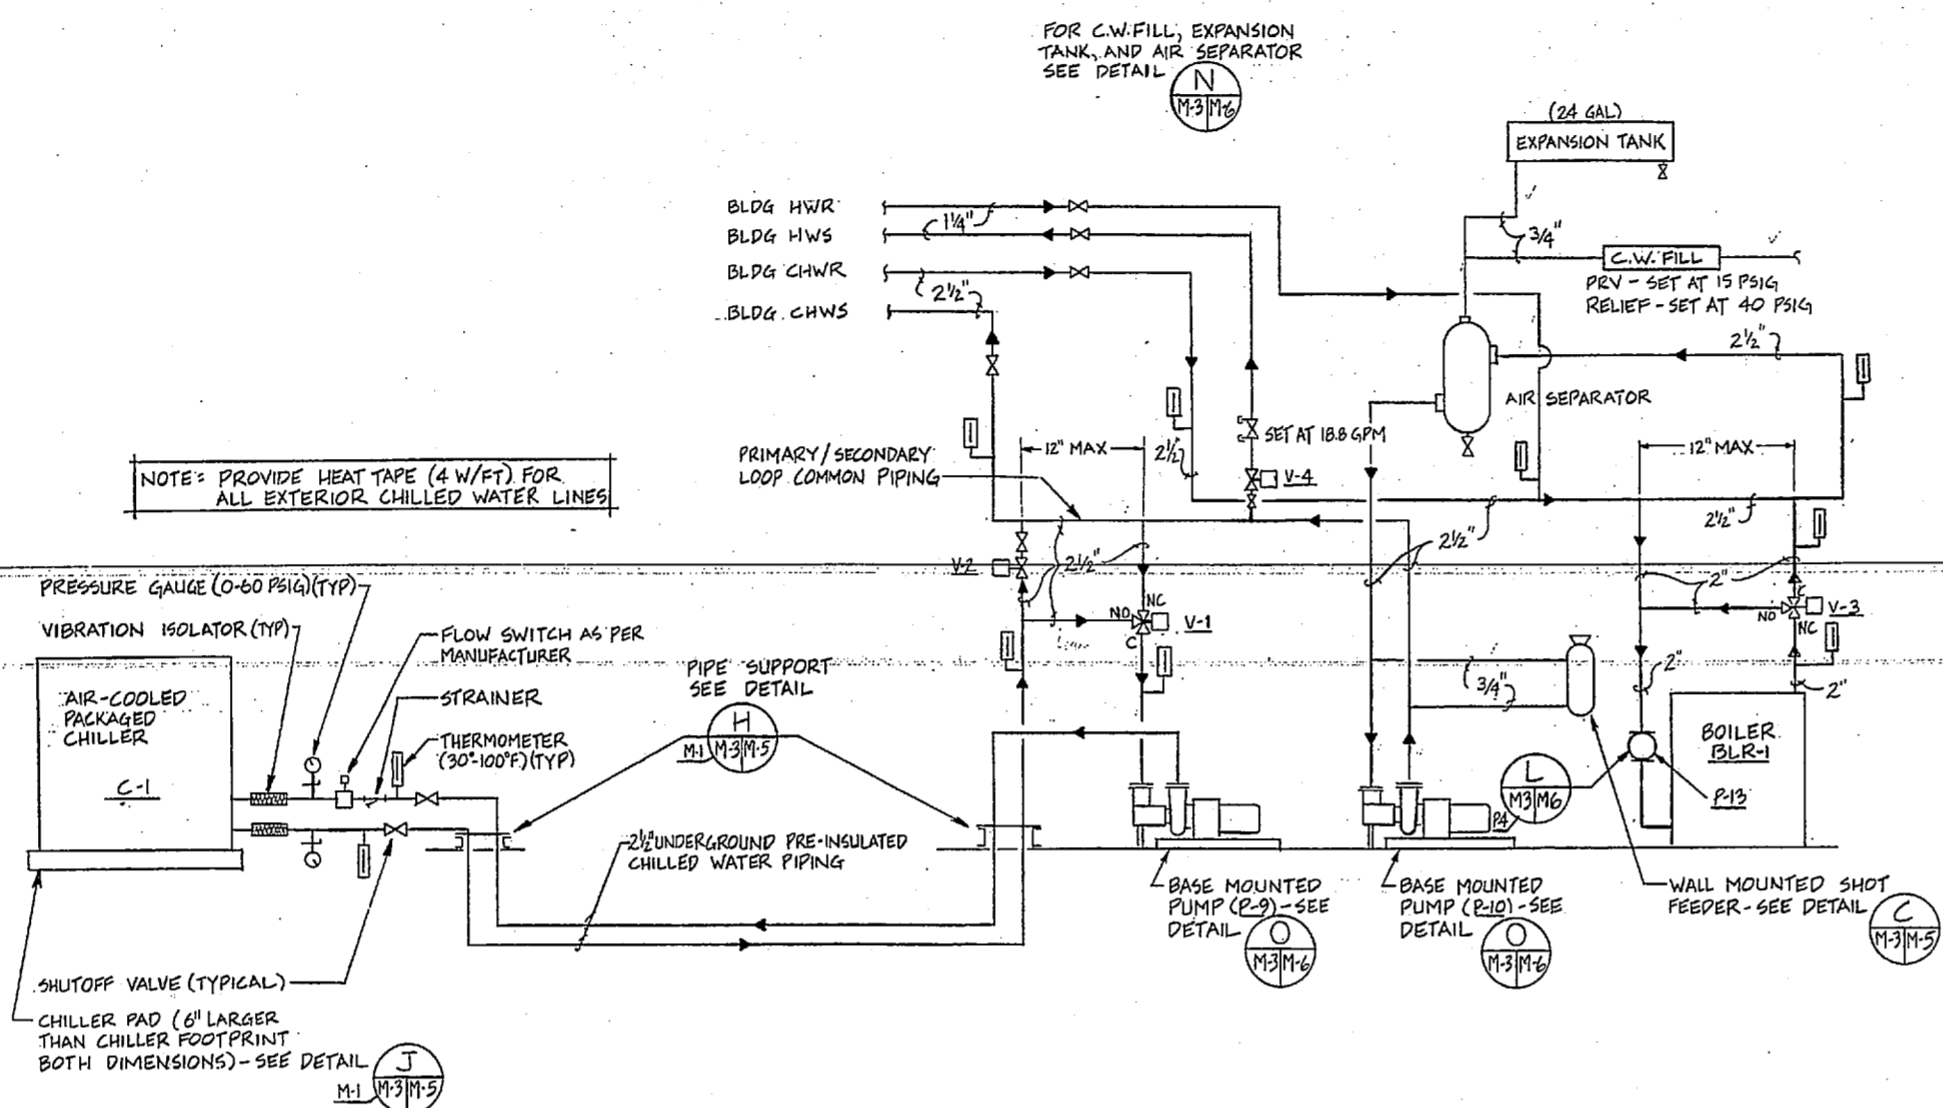 FOR C.W. FILL, EXPANSION
TANK, AND AIR SEPARATOR
SEE DETAIL
N
M-3 M-6
(24 GAL)
EXPANSION TANK
BLDG HWR
1¼"
BLDG HWS
BLDG CHWR
2½"
BLDG. CHWS
3/4"
C.W. FILL
PRV - SET AT 15 PSIG
RELIEF - SET AT 40 PSIG
2½"
AIR SEPARATOR
SET AT 18.8 GPM
12" MAX
12" MAX
2½"
V-4
PRIMARY/SECONDARY
LOOP COMMON PIPING
NOTE: PROVIDE HEAT TAPE (4 W/FT) FOR
ALL EXTERIOR CHILLED WATER LINES
2½"
2½"
V-2
2½"
2"
PRESSURE GAUGE (0-60 PSIG)(TYP)
NC
NO
V-1
C
C
V-3
NO
NC
VIBRATION ISOLATOR (TYP)
FLOW SWITCH AS PER
MANUFACTURER
PIPE SUPPORT
SEE DETAIL
H
M-1
M-3 M-5
3/4"
2"
2"
AIR-COOLED
PACKAGED
CHILLER
C-1
STRAINER
THERMOMETER
(30°-100°F)(TYP)
BOILER
BLR-1
L
M3 M6
P4
P-13
2½" UNDERGROUND PRE-INSULATED
CHILLED WATER PIPING
BASE MOUNTED
PUMP (P-9) - SEE
DETAIL
O
M-3 M-6
BASE MOUNTED
PUMP (P-10) - SEE
DETAIL
O
M-3 M-6
WALL MOUNTED SHOT
FEEDER - SEE DETAIL
C
M-3 M-5
SHUTOFF VALVE (TYPICAL)
CHILLER PAD (6" LARGER
THAN CHILLER FOOTPRINT
BOTH DIMENSIONS) - SEE DETAIL
J
M-1
M-3 M-5